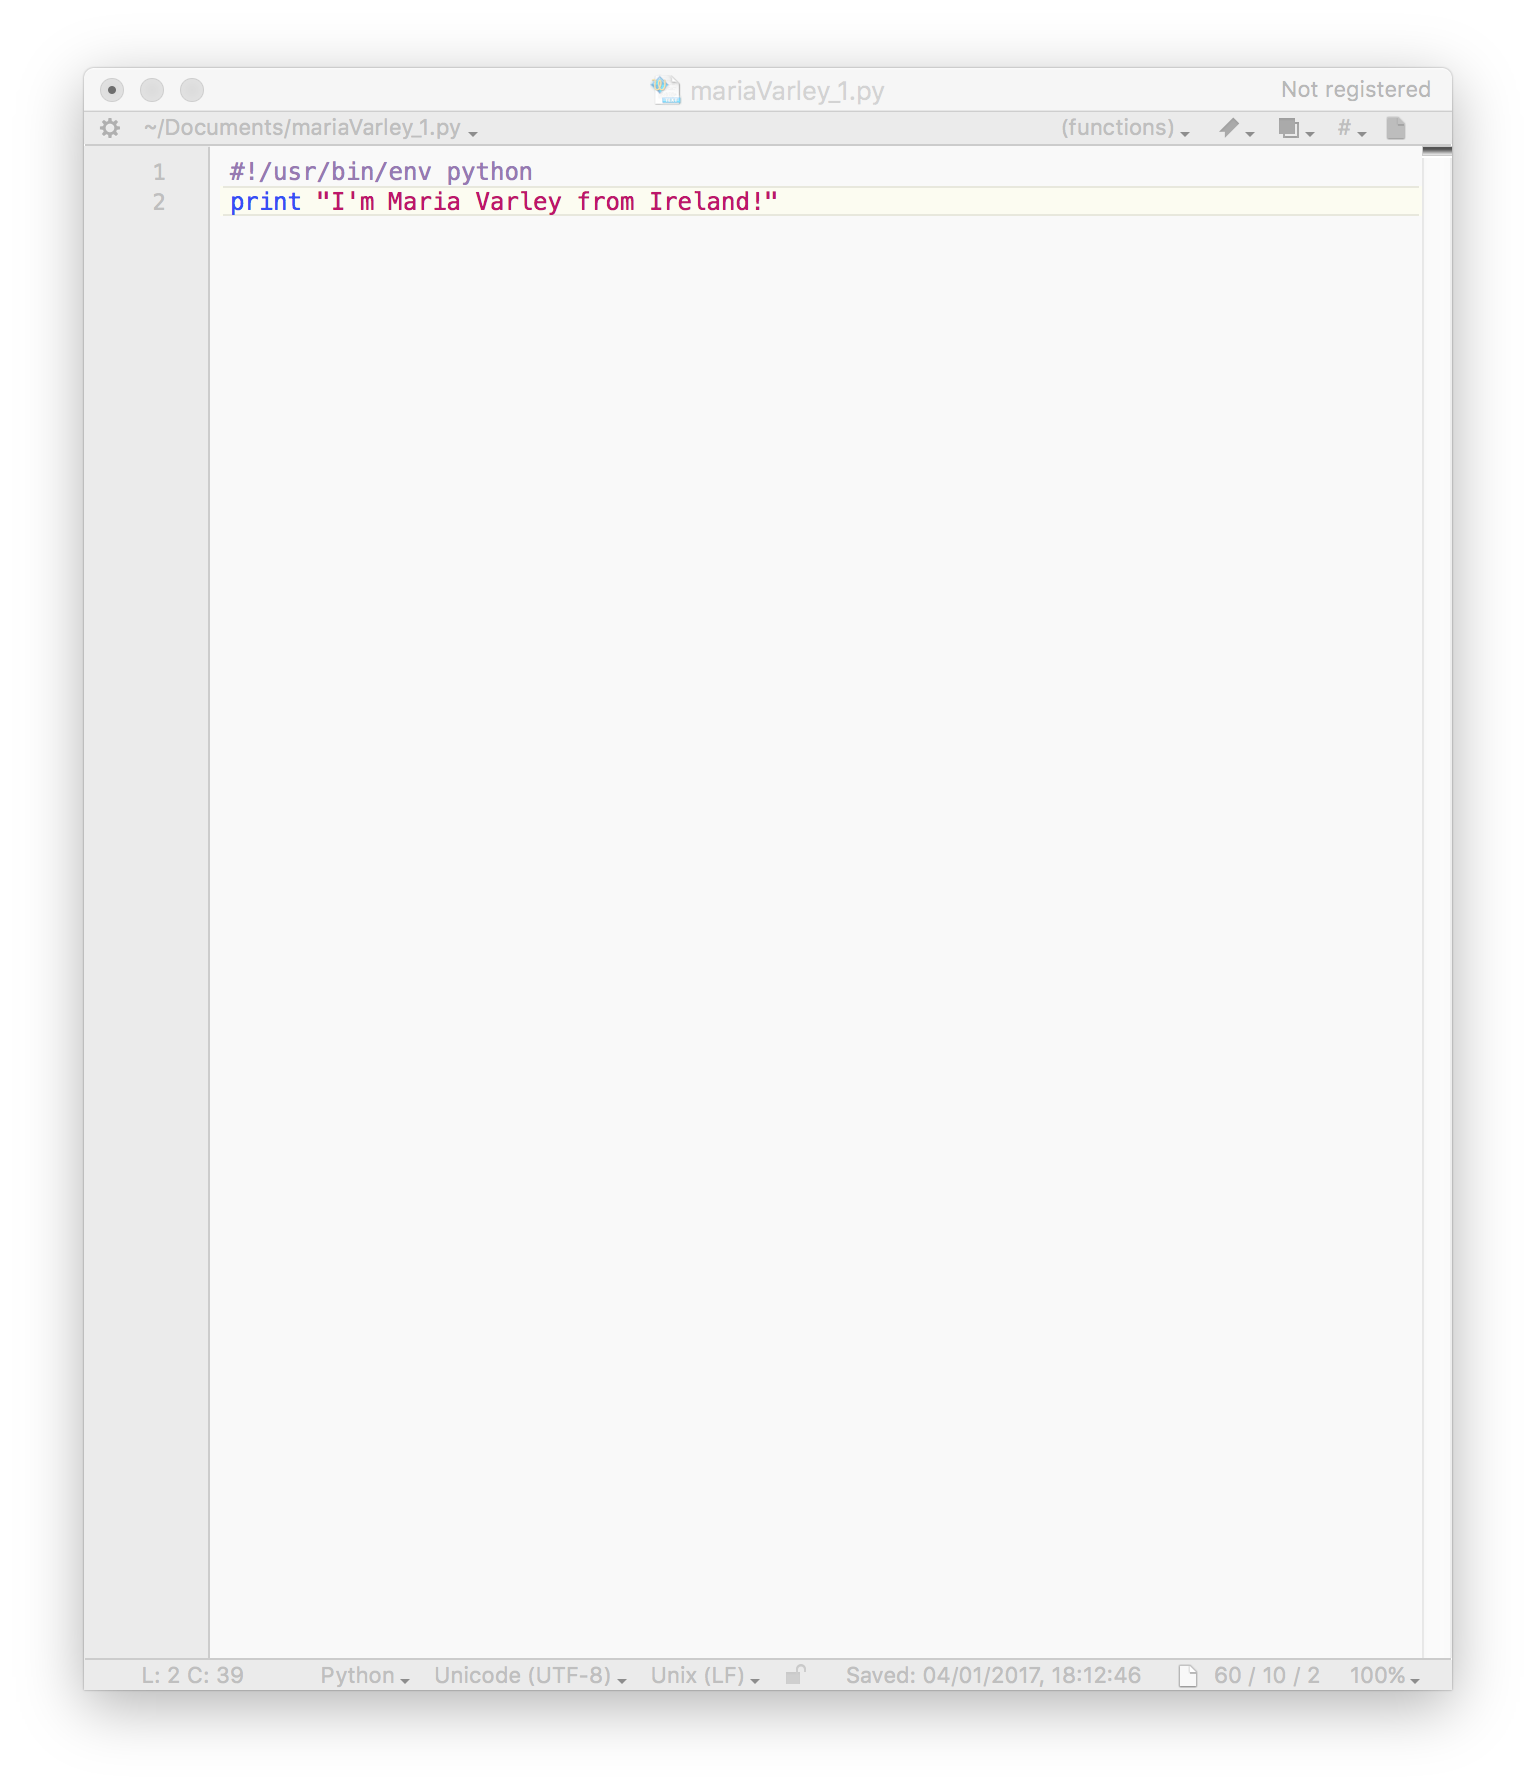 mariaVarley_1.py
Not registered
~/Documents/mariaVarley_1.py
(functions)
#
1 #!/usr/bin/env python
2 print "I'm Maria Varley from Ireland!"
L: 2 C: 39 Python Unicode (UTF-8) Unix (LF) Saved: 04/01/2017, 18:12:46 60 / 10 / 2 100%